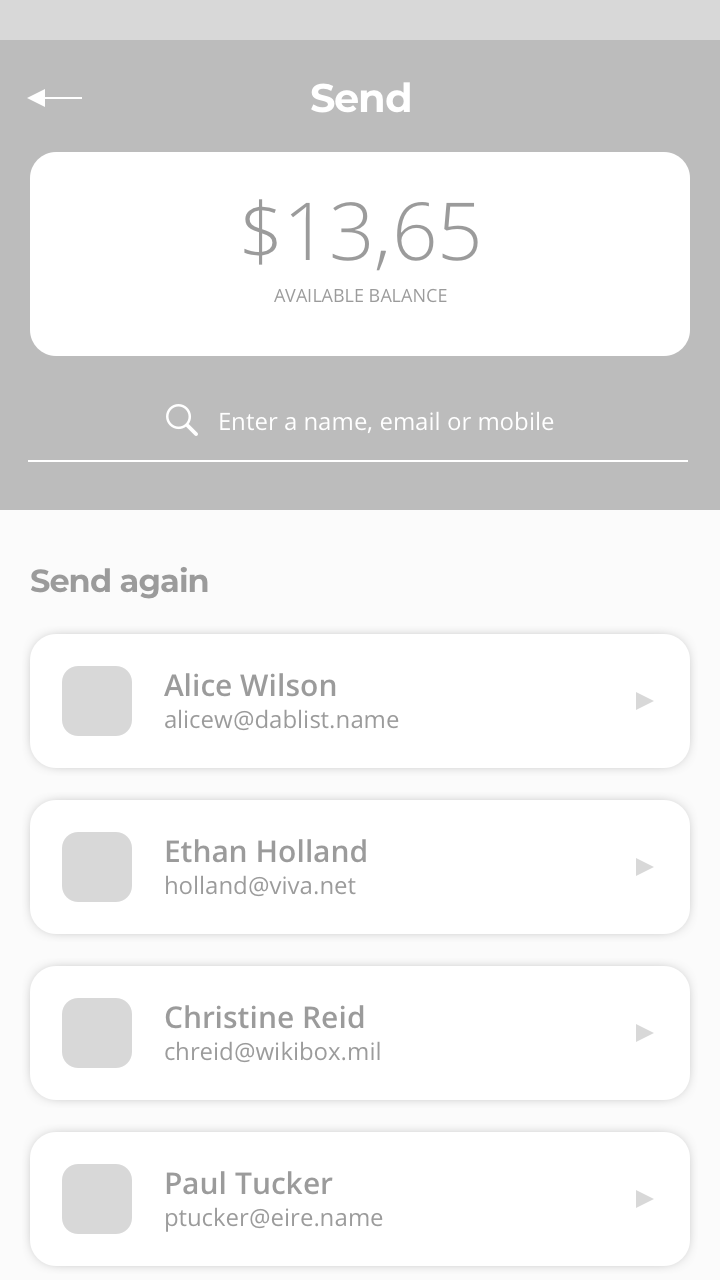 Send
$13,65
AVAILABLE BALANCE
Enter a name, email or mobile
Send again
Alice Wilson
alicew@dablist.name
Ethan Holland
holland@viva.net
Christine Reid
chreid@wikibox.mil
Paul Tucker
ptucker@eire.name